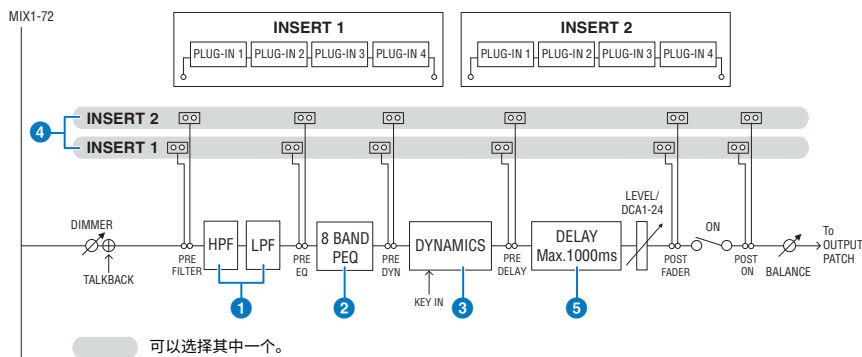 MIX1-72
INSERT 1
PLUG-IN 1 PLUG-IN 2 PLUG-IN 3 PLUG-IN 4
INSERT 2
PLUG-IN 1 PLUG-IN 2 PLUG-IN 3 PLUG-IN 4
4
INSERT 2
INSERT 1
DIMMER
TALKBACK
PRE
FILTER
HPF
LPF
1
PRE
EQ
8 BAND
PEQ
2
PRE
DYN
DYNAMICS
KEY IN
3
PRE
DELAY
DELAY
Max.1000ms
5
LEVEL/
DCA1-24
POST
FADER
ON
POST
ON
BALANCE
To
OUTPUT
PATCH
可以选择其中一个。